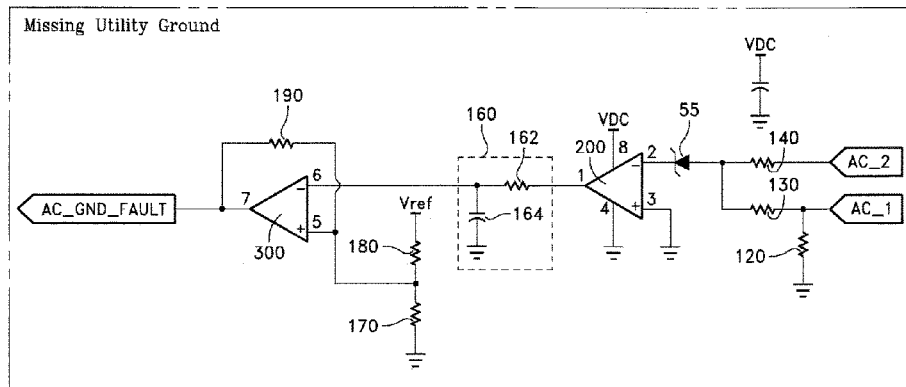 Missing Utility Ground
VDC
190
160
162
VDC
55
140
200
8
2
AC_2
1
6
130
AC_1
AC_GND_FAULT
7
Vref
164
4
3
5
300
180
120
170